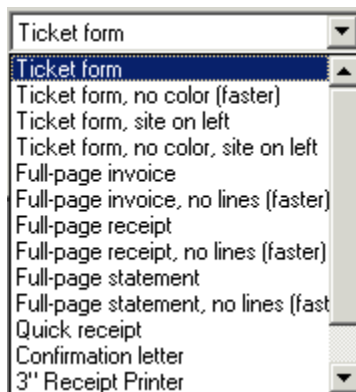 Ticket form
Ticket form
Ticket form, no color (faster)
Ticket form, site on left
Ticket form, no color, site on left
Full-page invoice
Full-page invoice, no lines (faster)
Full-page receipt
Full-page receipt, no lines (faster)
Full-page statement
Full-page statement, no lines (fast
Quick receipt
Confirmation letter
3" Receipt Printer